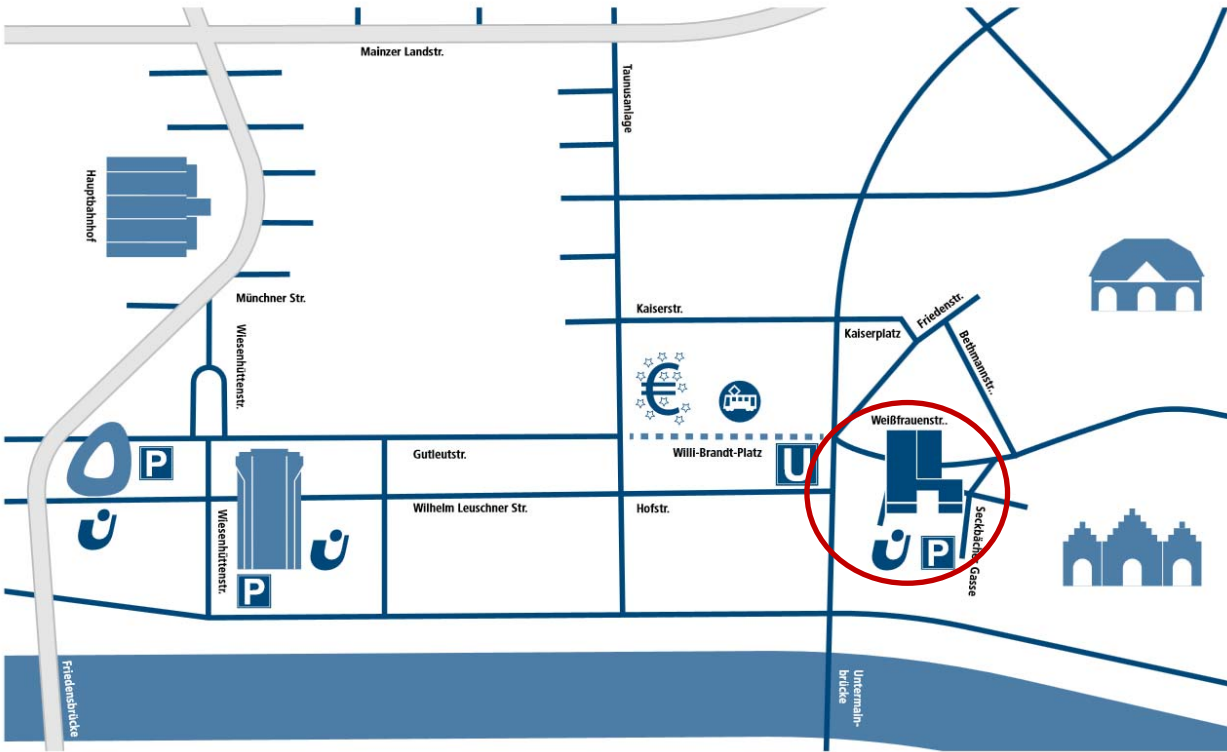 Mainzer Landstr.
Taunusanlage
Hauptbahnhof
Münchner Str.
Wiesenhüttenstr.
Kaiserstr.
Kaiserplatz
Friedenstr.
Bethmannstr..
€
Weißfrauenstr..
P
Gutleutstr.
Willi-Brandt-Platz
U
Wilhelm Leuschner Str.
Hofstr.
Wiesenhüttenstr.
P
P
Seckbächer Gasse
Friedensbrücke
Untermain-
brücke